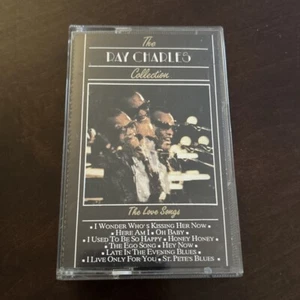 The
RAY CHARLES
Collection
The Love Songs
I WONDER WHO'S KISSING HER NOW •
HERE AM I • OH BABY •
I USED TO BE SO HAPPY • HONEY HONEY •
THE EGO SONG • HEY NOW •
LATE IN THE EVENING BLUES •
I LIVE ONLY FOR YOU • ST. PETE'S BLUES •